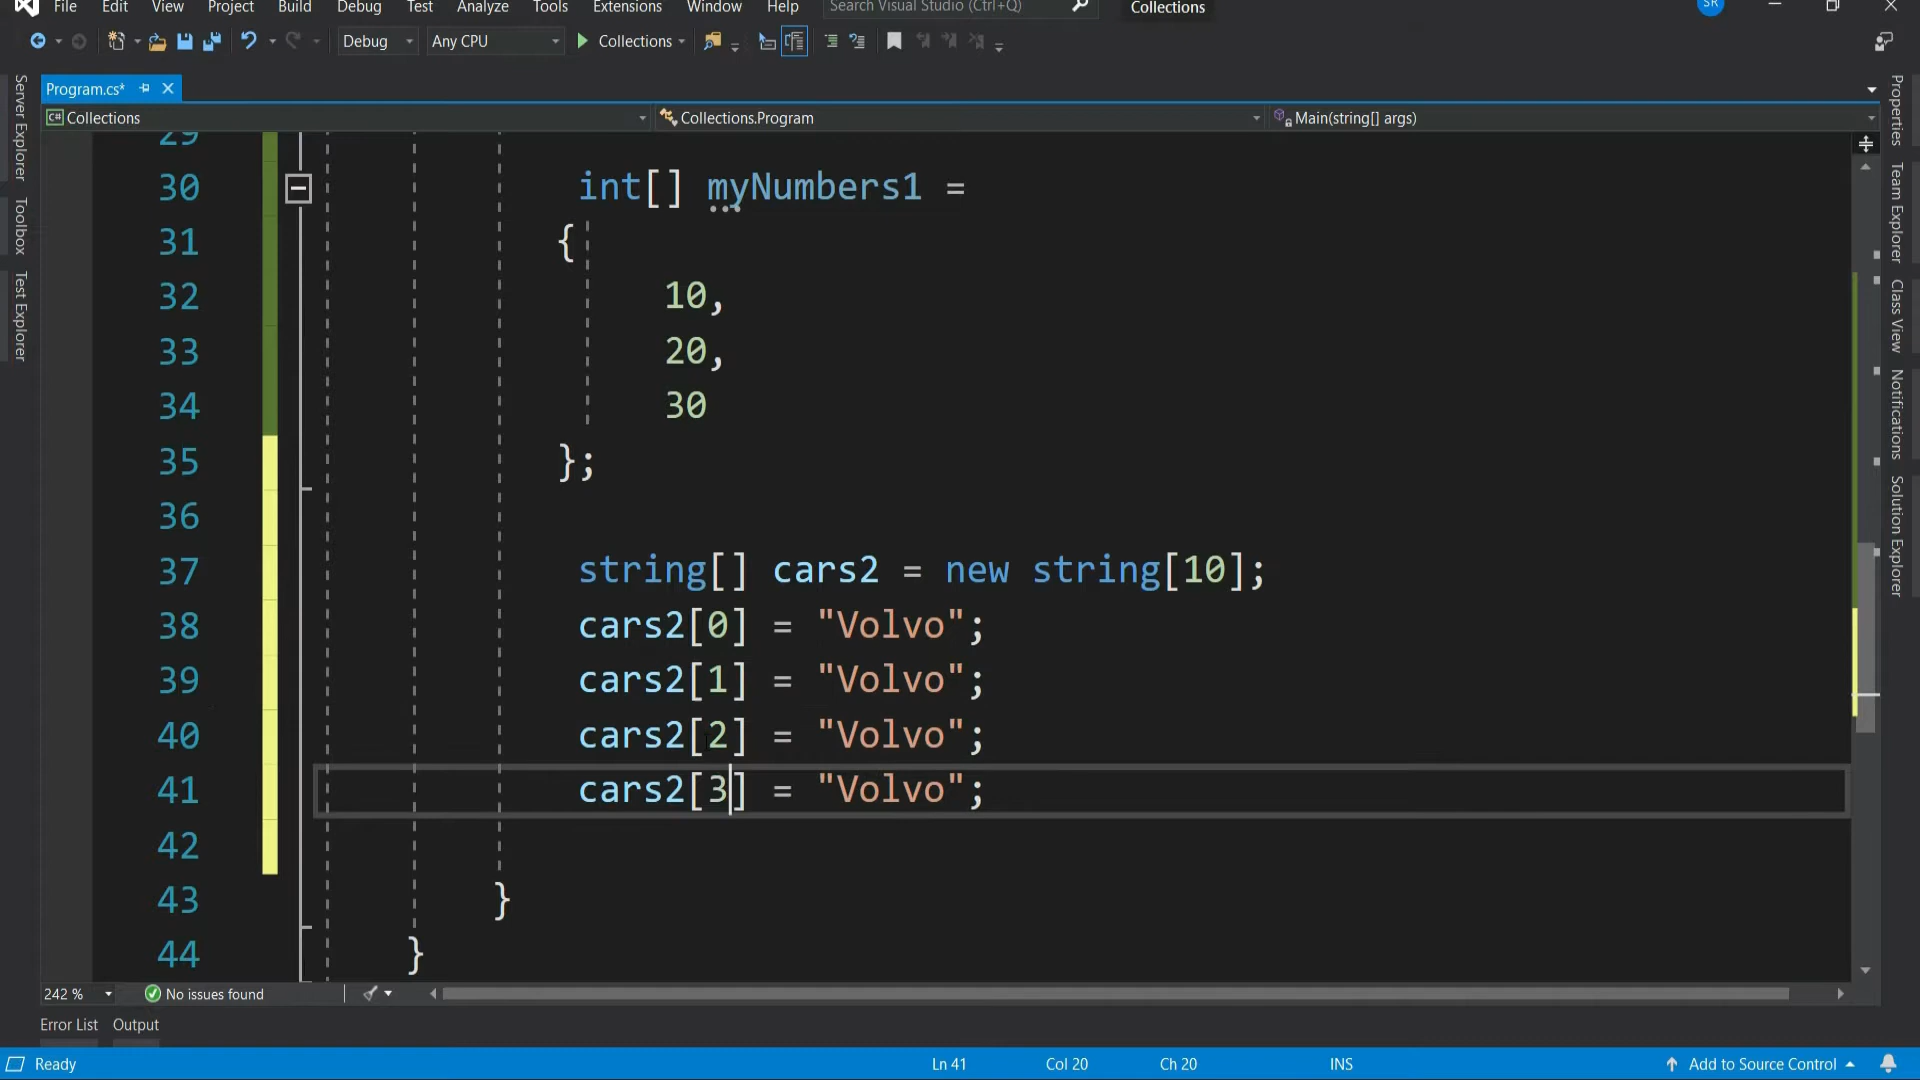 File Edit View Project Build Debug Test Analyze Tools Extensions Window Help Search Visual Studio (Ctrl+Q) Collections SR
Debug Any CPU Collections
Program.cs*
C# Collections Collections.Program Main(string[] args)
Server Explorer
Toolbox
Test Explorer
29
30 int[] myNumbers1 =
31 {
32 10,
33 20,
34 30
35 };
36
37 string[] cars2 = new string[10];
38 cars2[0] = "Volvo";
39 cars2[1] = "Volvo";
40 cars2[2] = "Volvo";
41 cars2[3] = "Volvo";
42
43 }
44 }
Properties
Team Explorer
Class View
Notifications
Solution Explorer
242 % No issues found
Error List Output
Ready Ln 41 Col 20 Ch 20 INS Add to Source Control